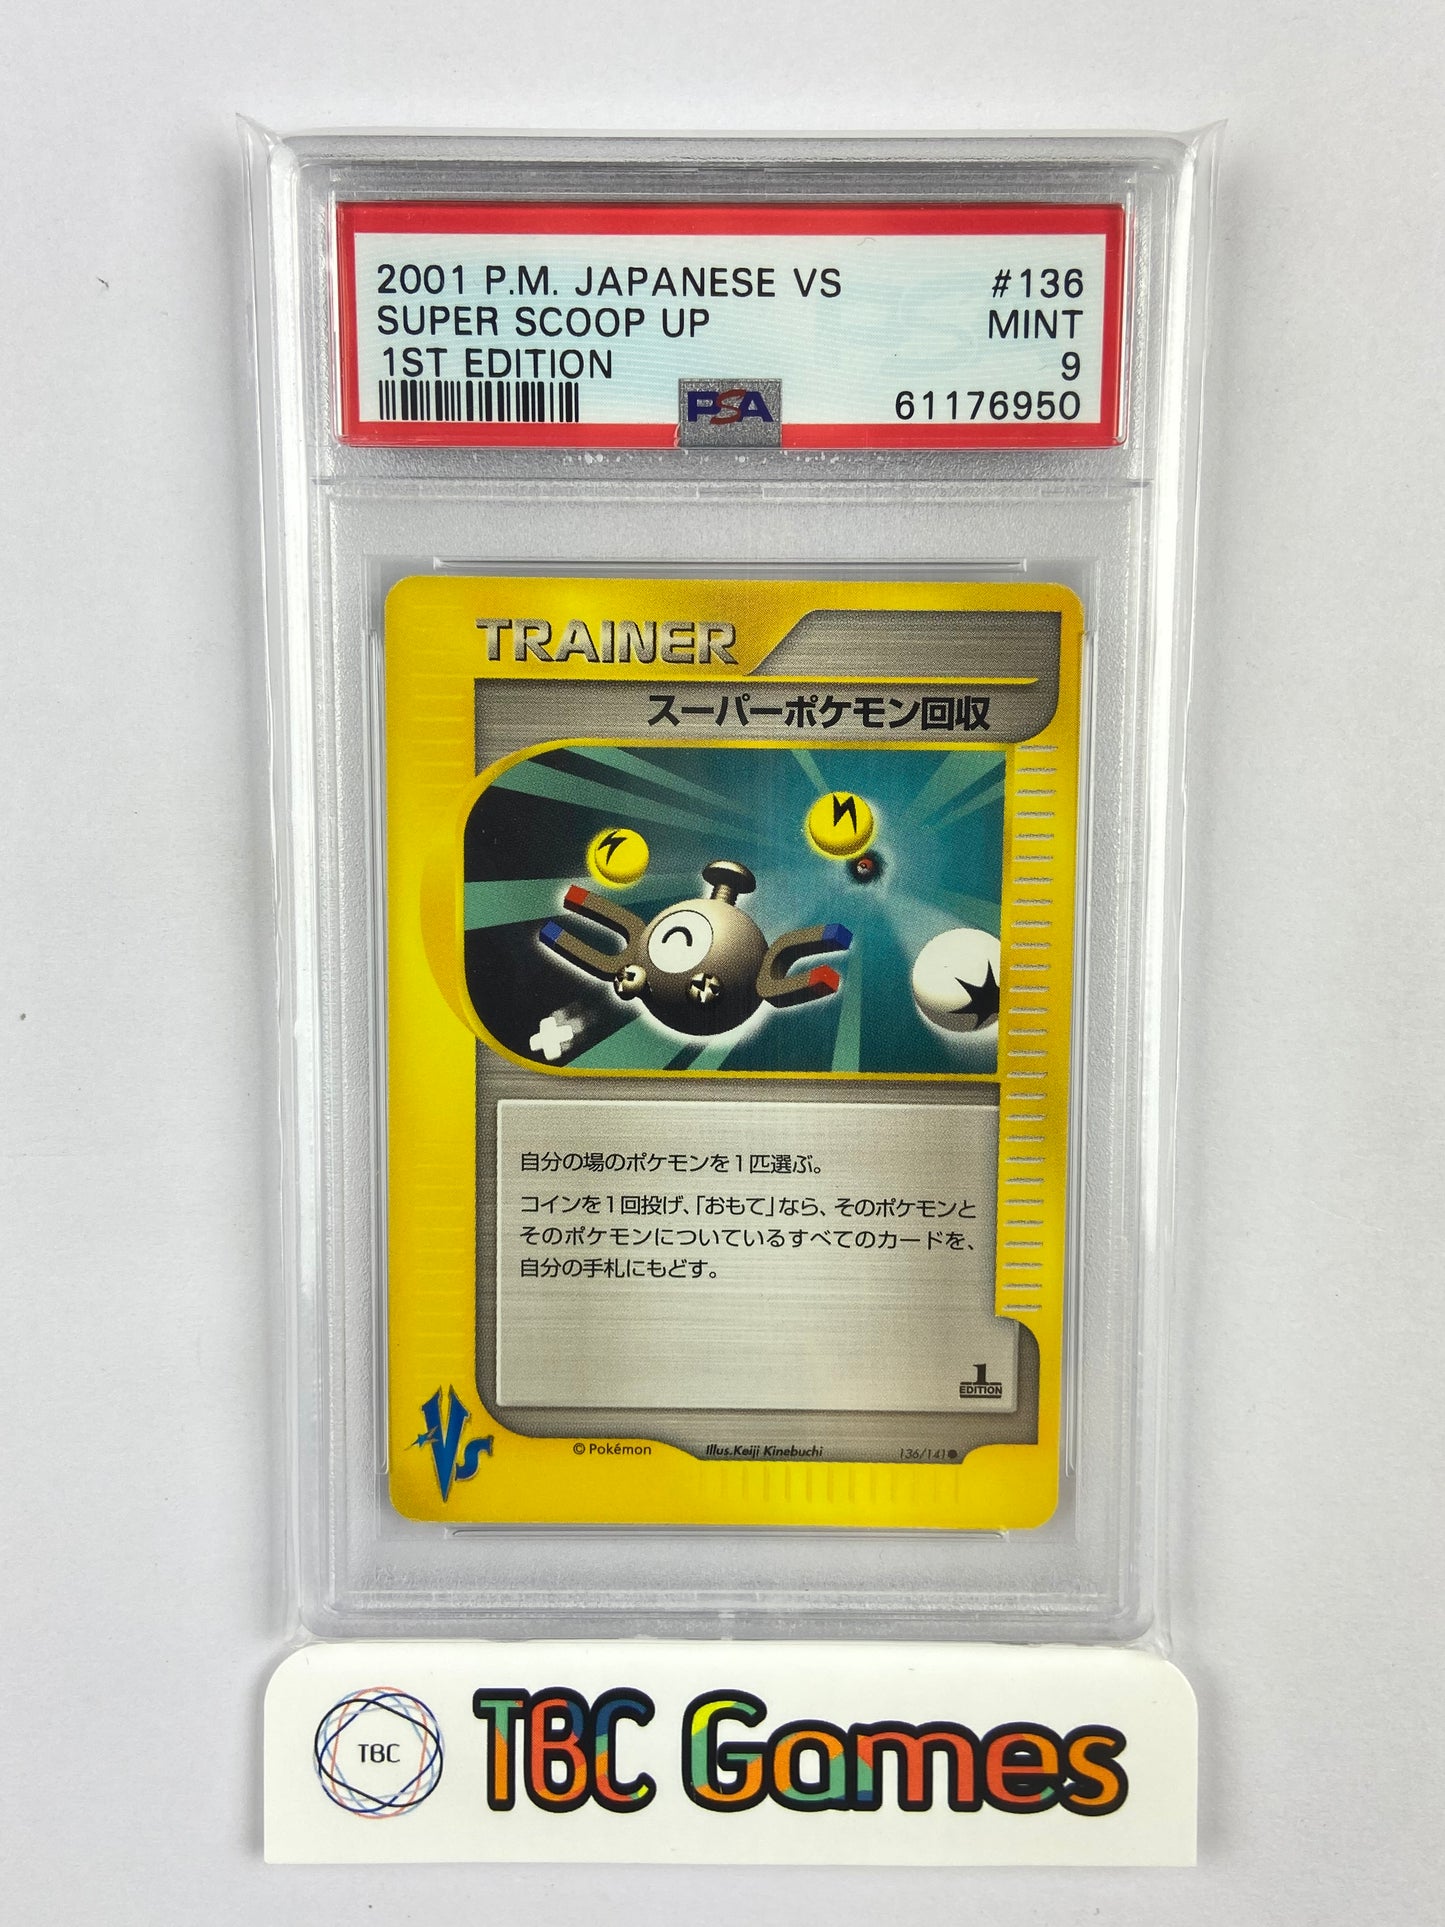 2001 P.M. JAPANESE VS #136
SUPER SCOOP UP MINT
1ST EDITION 9
PSA 61176950
TRAINER
スーパーポケモン回収
自分の場のポケモンを1匹選ぶ。
コインを1回投げ、「おもて」なら、そのポケモンと
そのポケモンについているすべてのカードを、
自分の手札にもどす。
1
EDITION
VS
© Pokémon Illus.Keiji Kinebuchi 136/141●
TBC TBC Games